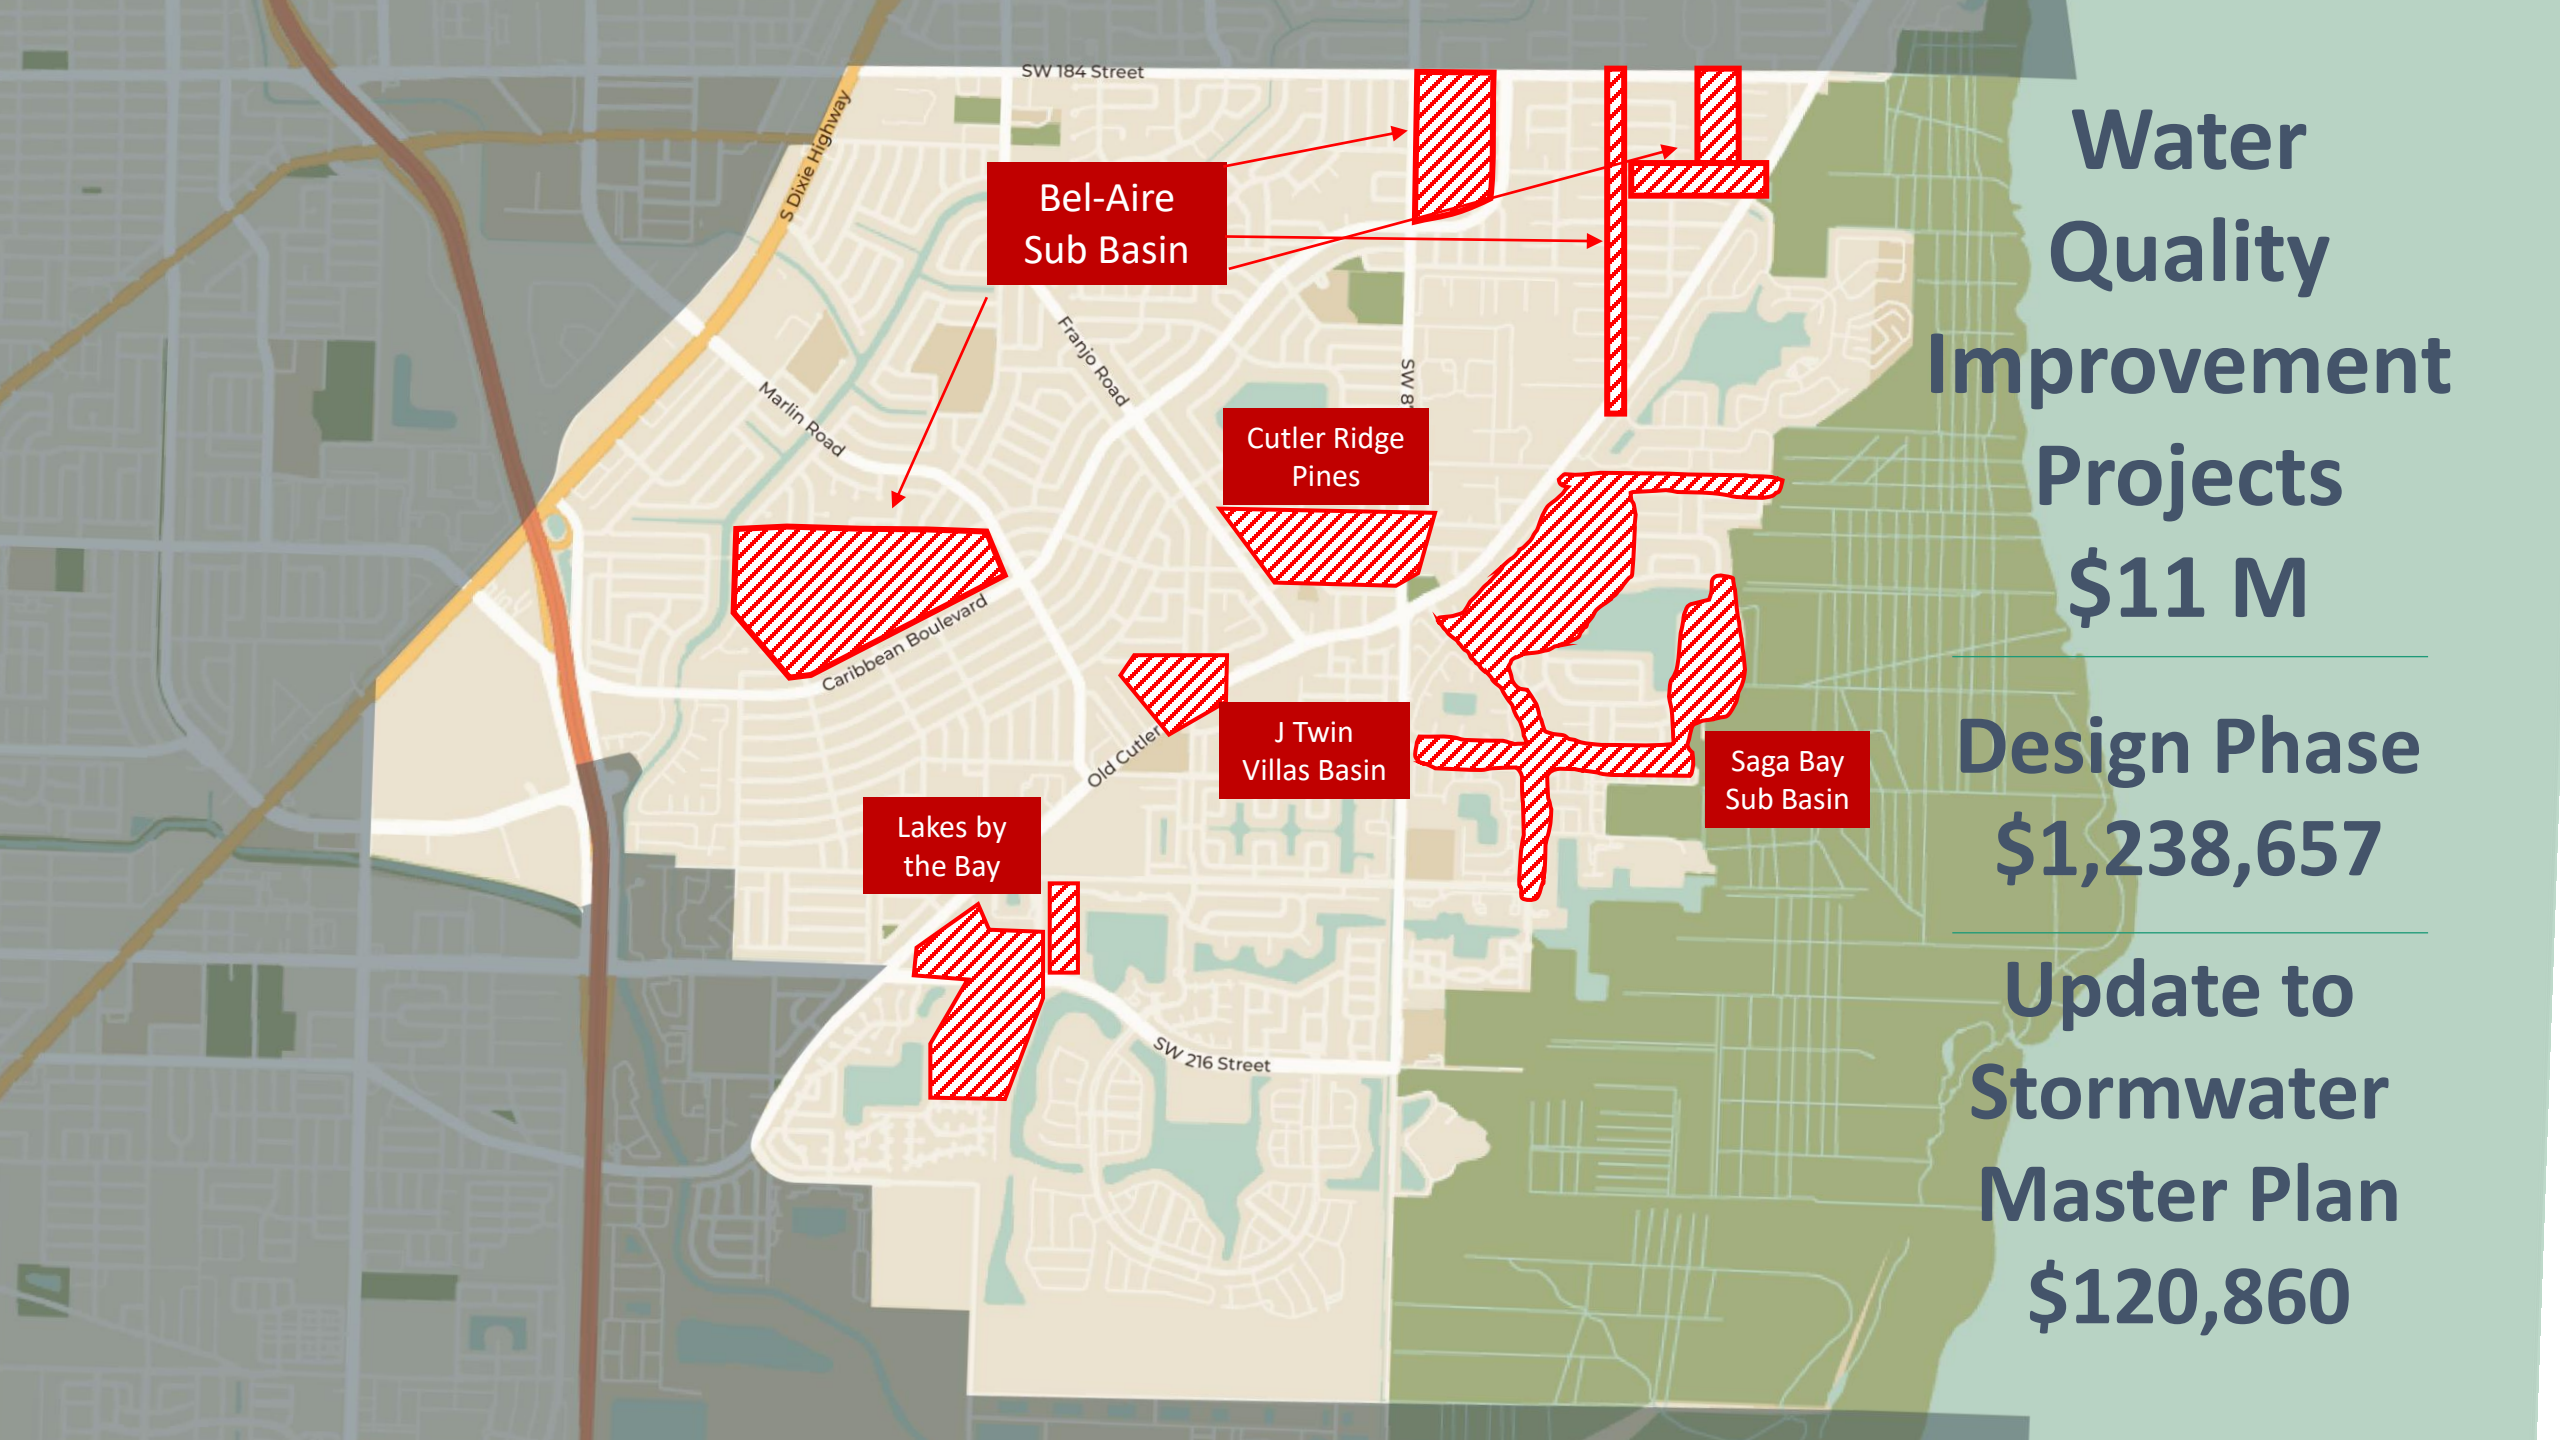 SW 184 Street
S Dixie Highway
Bel-Aire
Sub Basin
Franjo Road
Marlin Road
SW 8
Cutler Ridge
Pines
Caribbean Boulevard
J Twin
Villas Basin
Old Cutler
Saga Bay
Sub Basin
Lakes by
the Bay
SW 216 Street
Water
Quality
Improvement
Projects
$11 M
Design Phase
$1,238,657
Update to
Stormwater
Master Plan
$120,860